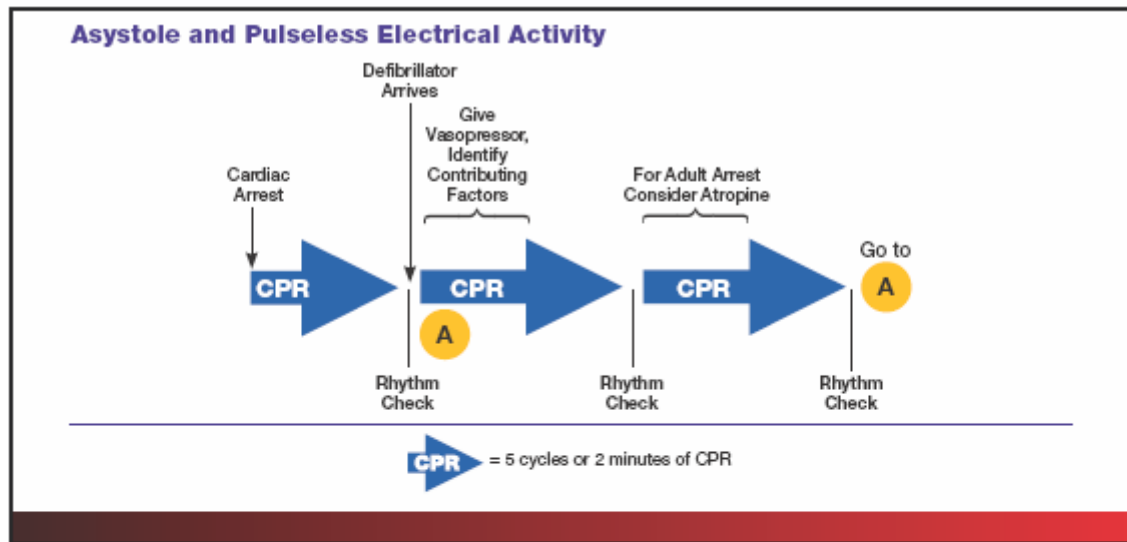 Asystole and Pulseless Electrical Activity
Defibrillator
Arrives
Give
Vasopressor,
Identify
Contributing
Factors
Cardiac
Arrest
For Adult Arrest
Consider Atropine
Go to
A
CPR
CPR
CPR
A
Rhythm
Check
Rhythm
Check
Rhythm
Check
CPR = 5 cycles or 2 minutes of CPR